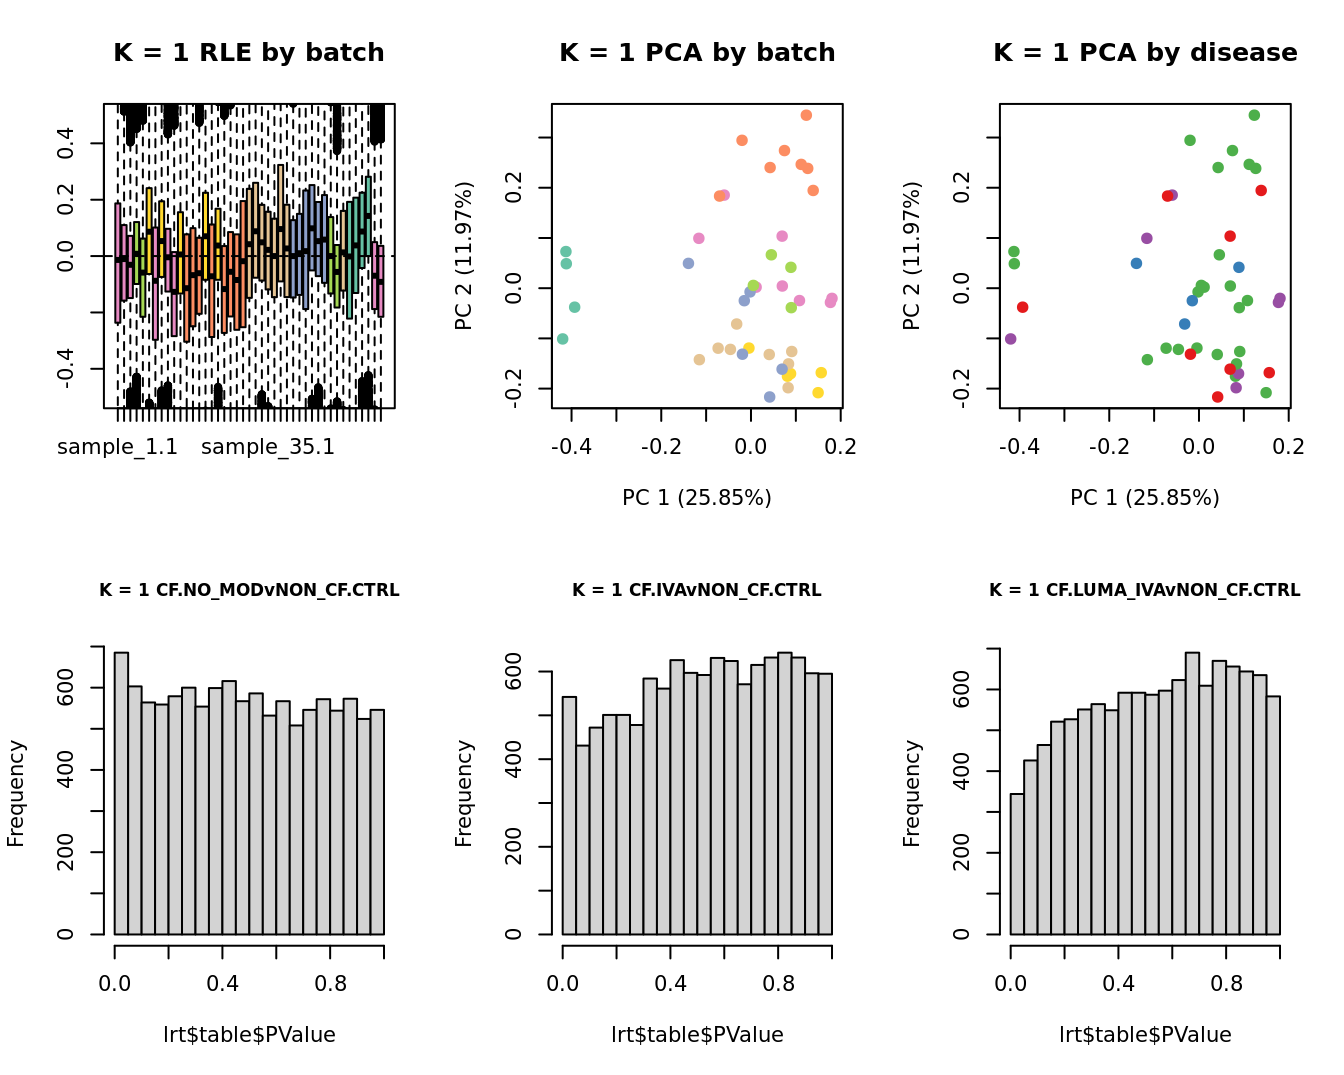 K = 1 RLE by batch
0.4
0.2
0.0
-0.4
sample_1.1
sample_35.1
K = 1 PCA by batch
PC 2 (11.97%)
0.2
0.0
-0.2
-0.4
-0.2
0.0
0.2
PC 1 (25.85%)
K = 1 PCA by disease
PC 2 (11.97%)
0.2
0.0
-0.2
-0.4
-0.2
0.0
0.2
PC 1 (25.85%)
K = 1 CF.NO_MODvNON_CF.CTRL
Frequency
600
400
200
0
0.0
0.4
0.8
lrt$table$PValue
K = 1 CF.IVAvNON_CF.CTRL
Frequency
600
400
200
0
0.0
0.4
0.8
lrt$table$PValue
K = 1 CF.LUMA_IVAvNON_CF.CTRL
Frequency
600
400
200
0
0.0
0.4
0.8
lrt$table$PValue